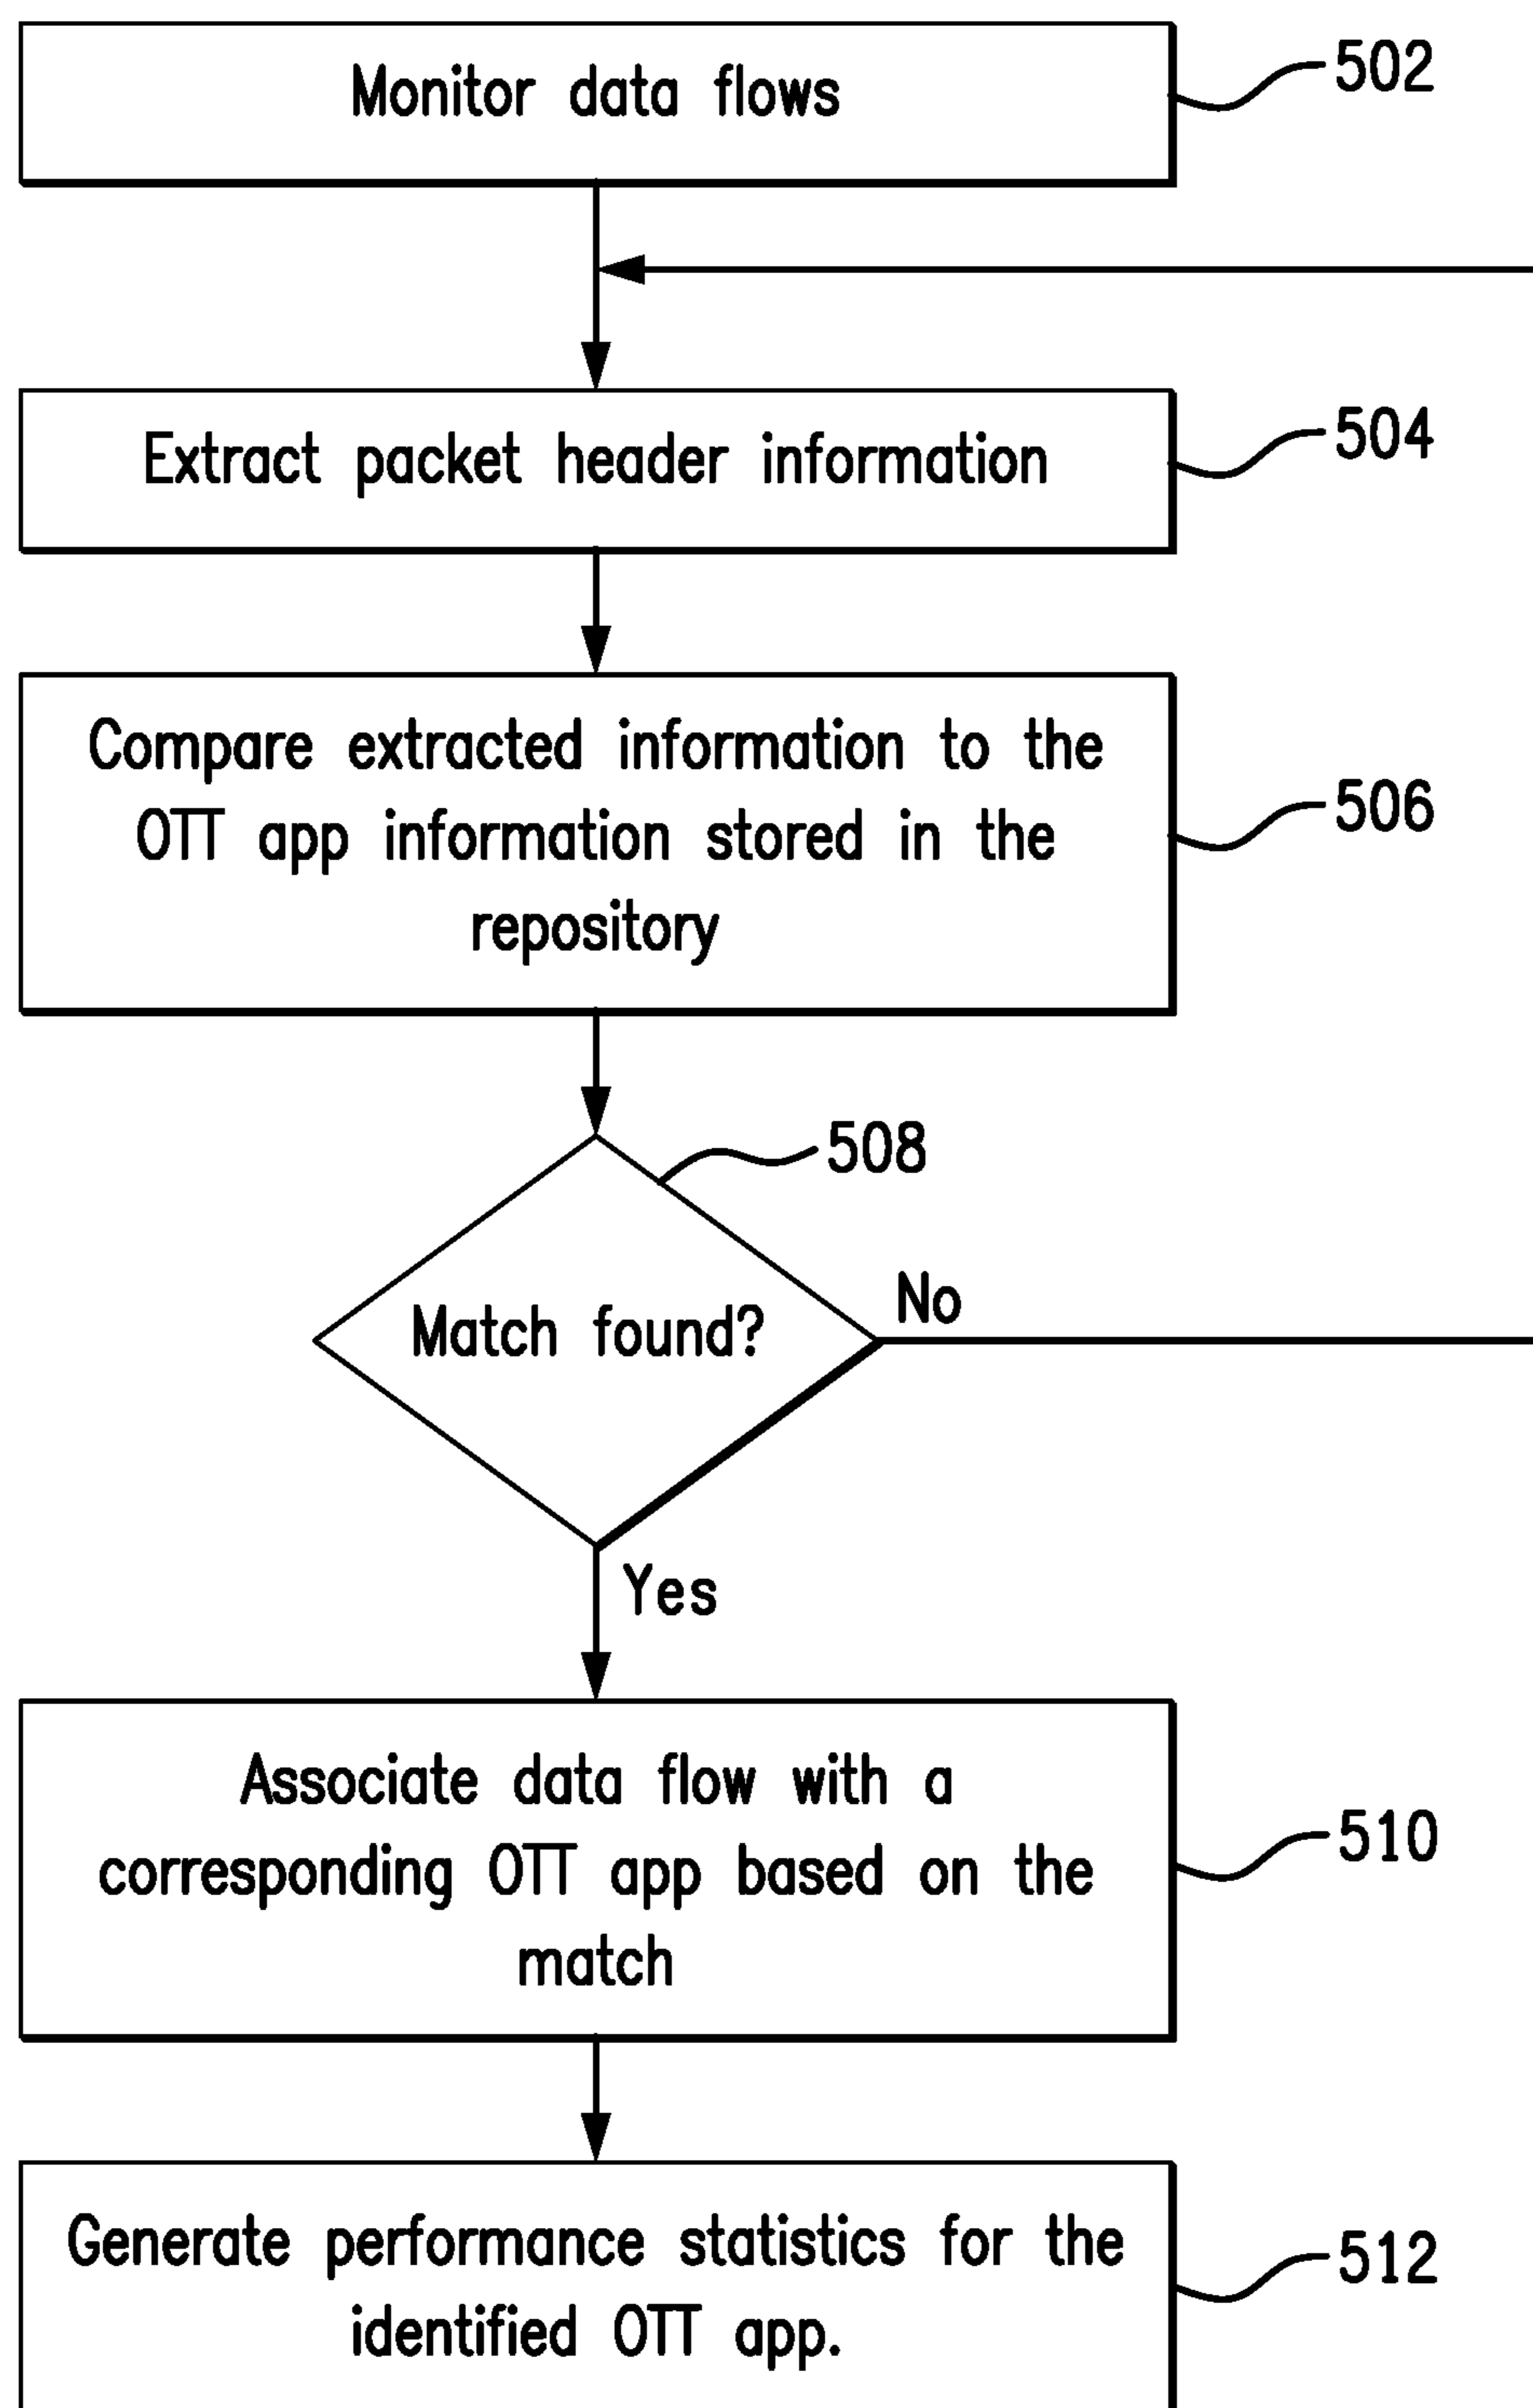 Monitor data flows
502
Extract packet header information
504
Compare extracted information to the
OTT app information stored in the
repository
506
508
Match found?
No
Yes
Associate data flow with a
corresponding OTT app based on the
match
510
Generate performance statistics for the
identified OTT app.
512